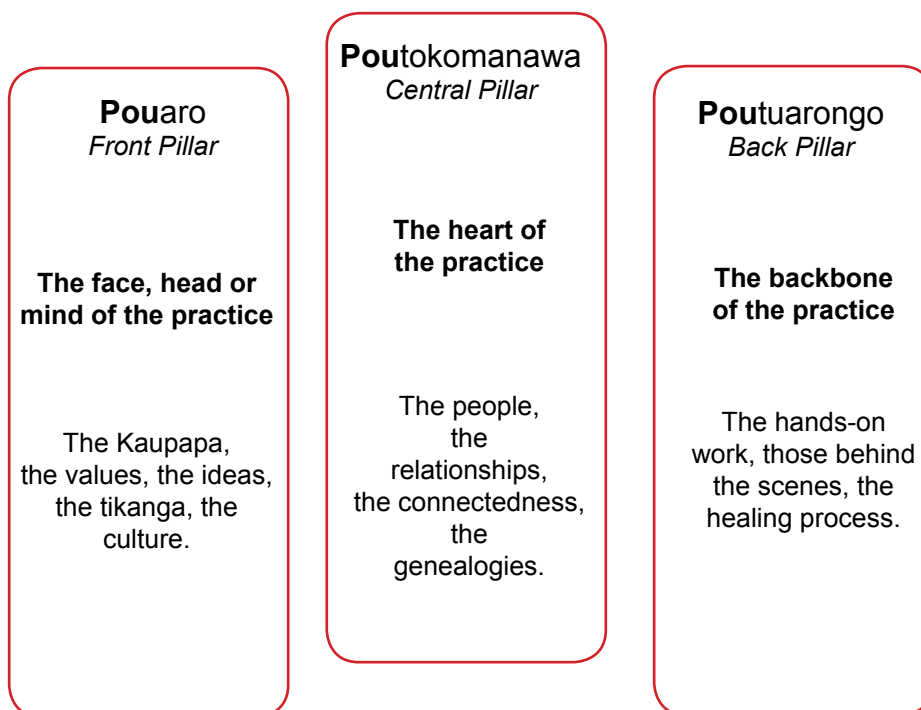 Pouaro
Front Pillar
The face, head or
mind of the practice
The Kaupapa,
the values, the ideas,
the tikanga, the
culture.
Poutokomanawa
Central Pillar
The heart of
the practice
The people,
the
relationships,
the connectedness,
the
genealogies.
Poutuarongo
Back Pillar
The backbone
of the practice
The hands-on
work, those behind
the scenes, the
healing process.